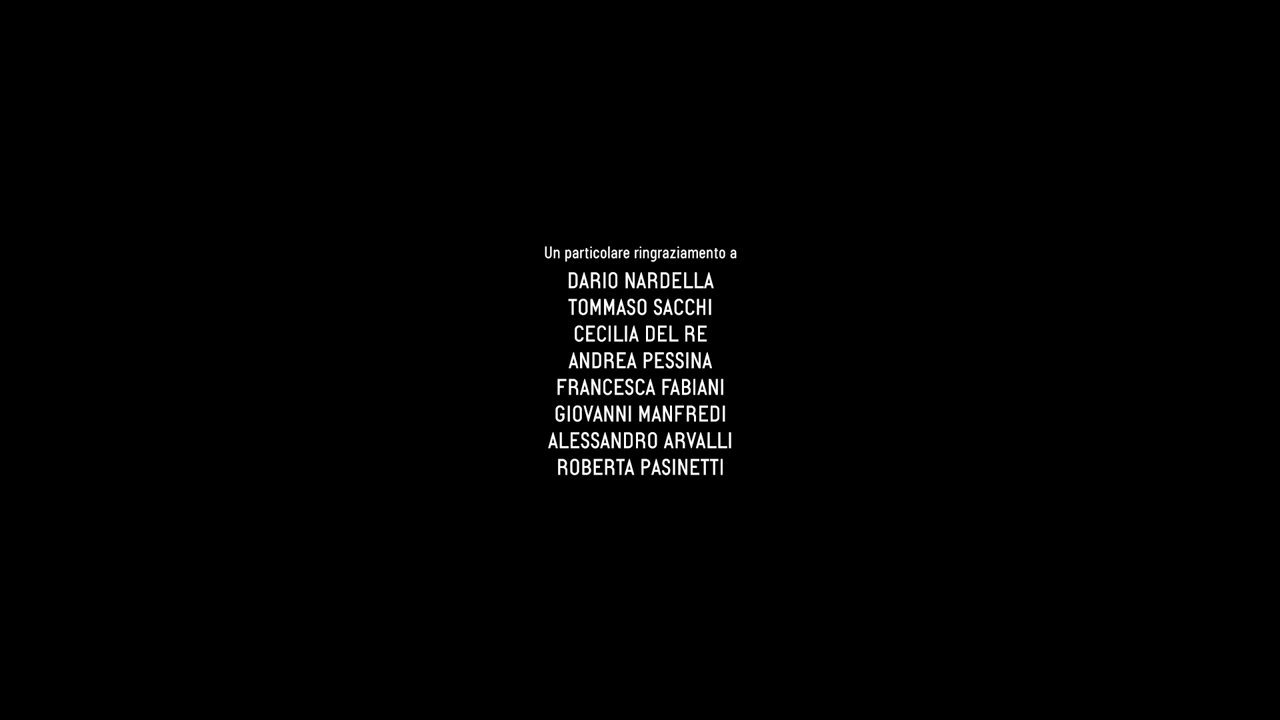 Un particolare ringraziamento a
DARIO NARDELLA
TOMMASO SACCHI
CECILIA DEL RE
ANDREA PESSINA
FRANCESCA FABIANI
GIOVANNI MANFREDI
ALESSANDRO ARVALLI
ROBERTA PASINETTI